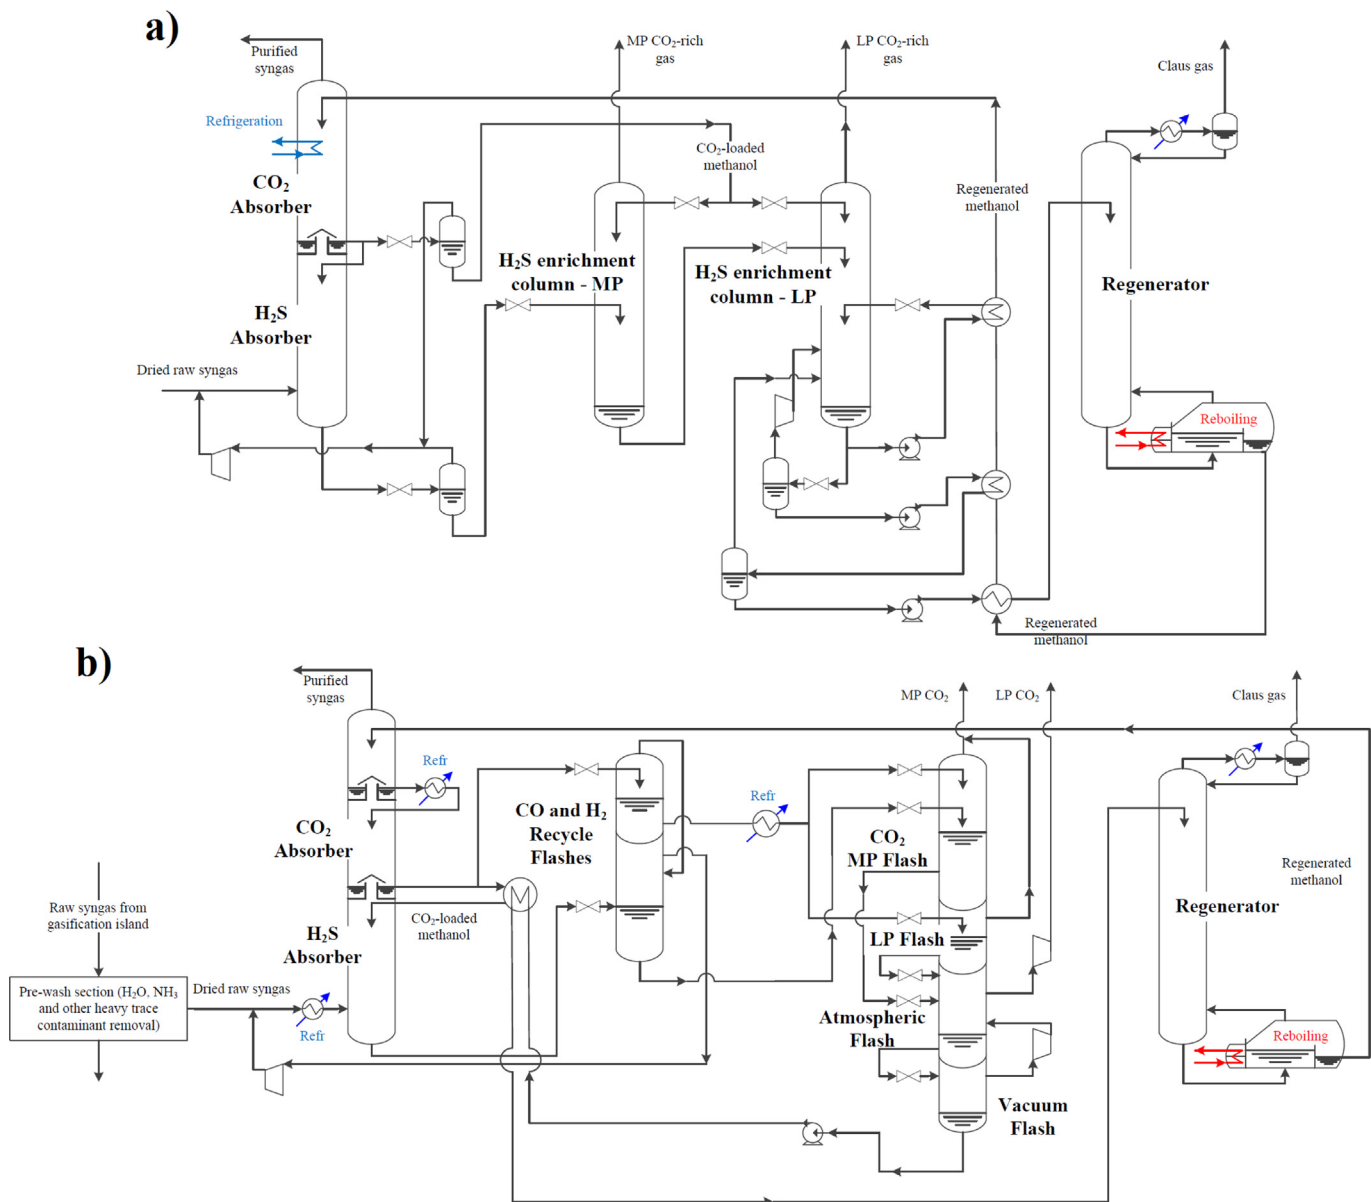 a)
Purified
syngas
MP CO₂-rich
gas
LP CO₂-rich
gas
Claus gas
Refrigeration
CO₂-loaded
methanol
CO₂
Absorber
Regenerated
methanol
H₂S enrichment
column - MP
H₂S enrichment
column - LP
Regenerator
H₂S
Absorber
Dried raw syngas
Reboiling
Regenerated
methanol
b)
Purified
syngas
MP CO₂
LP CO₂
Claus gas
Refr
Refr
CO and H₂
Recycle
Flashes
CO₂
Absorber
CO₂
MP Flash
Regenerated
methanol
Raw syngas from
gasification island
CO₂-loaded
methanol
H₂S
Absorber
LP Flash
Regenerator
Pre-wash section (H₂O, NH₃
and other heavy trace
contaminant removal)
Dried raw syngas
Refr
Atmospheric
Flash
Reboiling
Vacuum
Flash